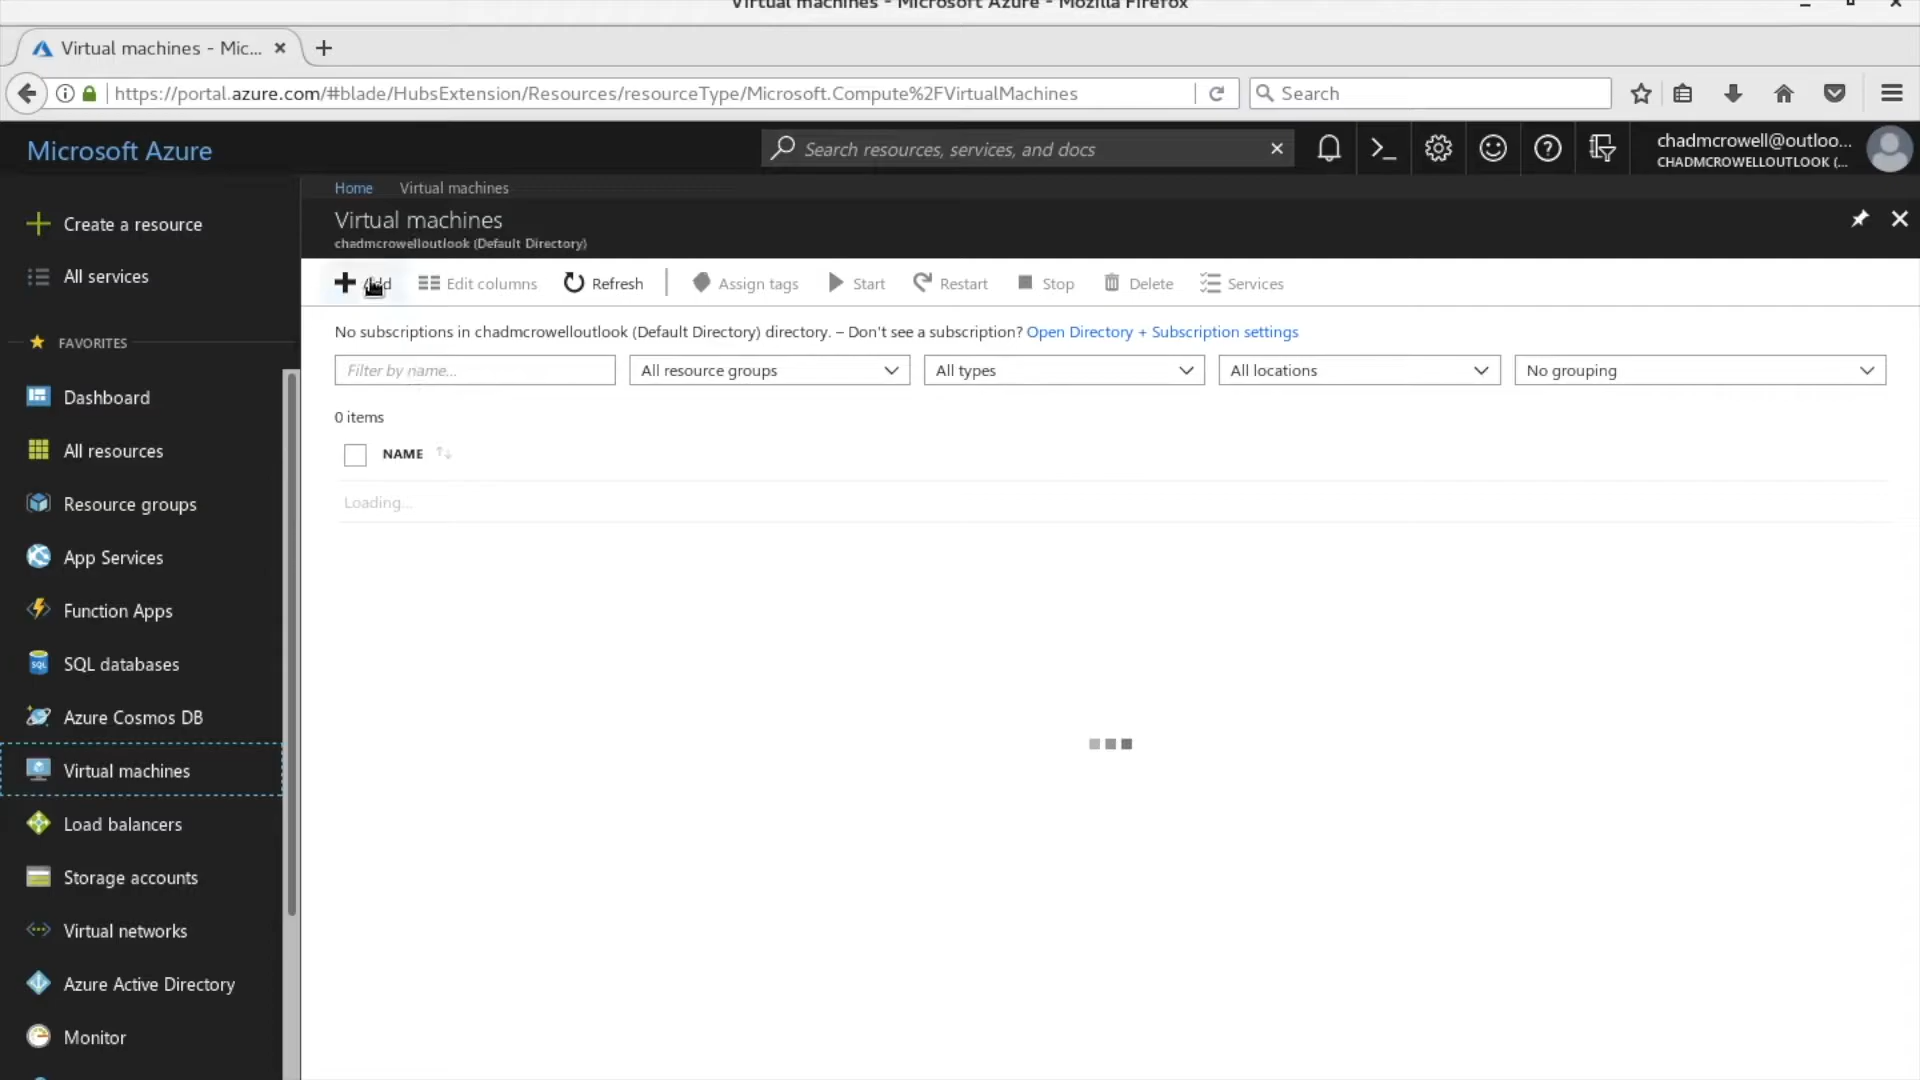 Virtual machines - Microsoft Azure - Mozilla Firefox
Virtual machines - Mic...
https://portal.azure.com/#blade/HubsExtension/Resources/resourceType/Microsoft.Compute%2FVirtualMachines
Search
Microsoft Azure
Search resources, services, and docs
chadmcrowell@outloo...
CHADMCROWELLOUTLOOK (...
Home Virtual machines
Virtual machines
chadmcrowelloutlook (Default Directory)
Add Edit columns Refresh Assign tags Start Restart Stop Delete Services
No subscriptions in chadmcrowelloutlook (Default Directory) directory. – Don't see a subscription? Open Directory + Subscription settings
Filter by name... All resource groups All types All locations No grouping
0 items
NAME
Loading...
Create a resource
All services
FAVORITES
Dashboard
All resources
Resource groups
App Services
Function Apps
SQL
SQL databases
Azure Cosmos DB
Virtual machines
Load balancers
Storage accounts
Virtual networks
Azure Active Directory
Monitor